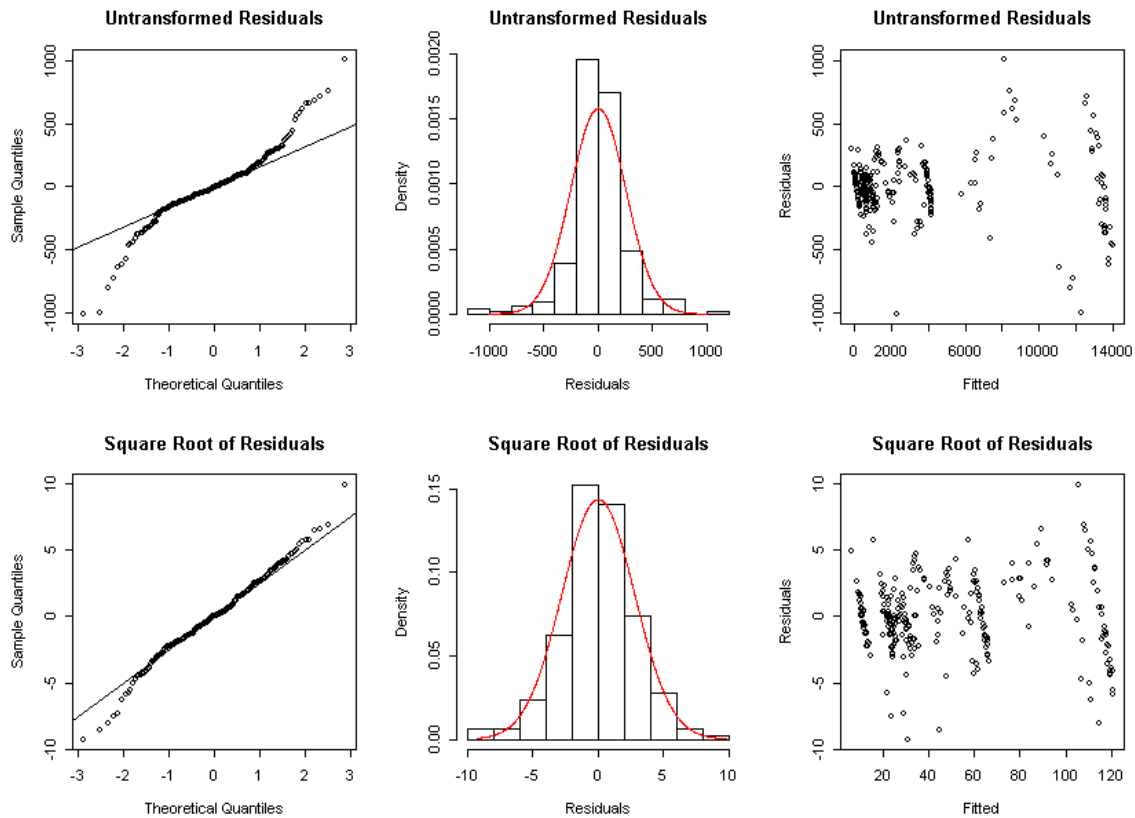 Untransformed Residuals
Sample Quantiles
1000
500
0
-500
-1000
-3 -2 -1 0 1 2 3
Theoretical Quantiles
Untransformed Residuals
Density
0.0020
0.0015
0.0010
0.0005
0.0000
-1000 -500 0 500 1000
Residuals
Untransformed Residuals
Residuals
1000
500
0
-500
-1000
0 2000 6000 10000 14000
Fitted
Square Root of Residuals
Sample Quantiles
10
5
0
-5
-10
-3 -2 -1 0 1 2 3
Theoretical Quantiles
Square Root of Residuals
Density
0.15
0.10
0.05
0.00
-10 -5 0 5 10
Residuals
Square Root of Residuals
Residuals
10
5
0
-5
-10
20 40 60 80 100 120
Fitted